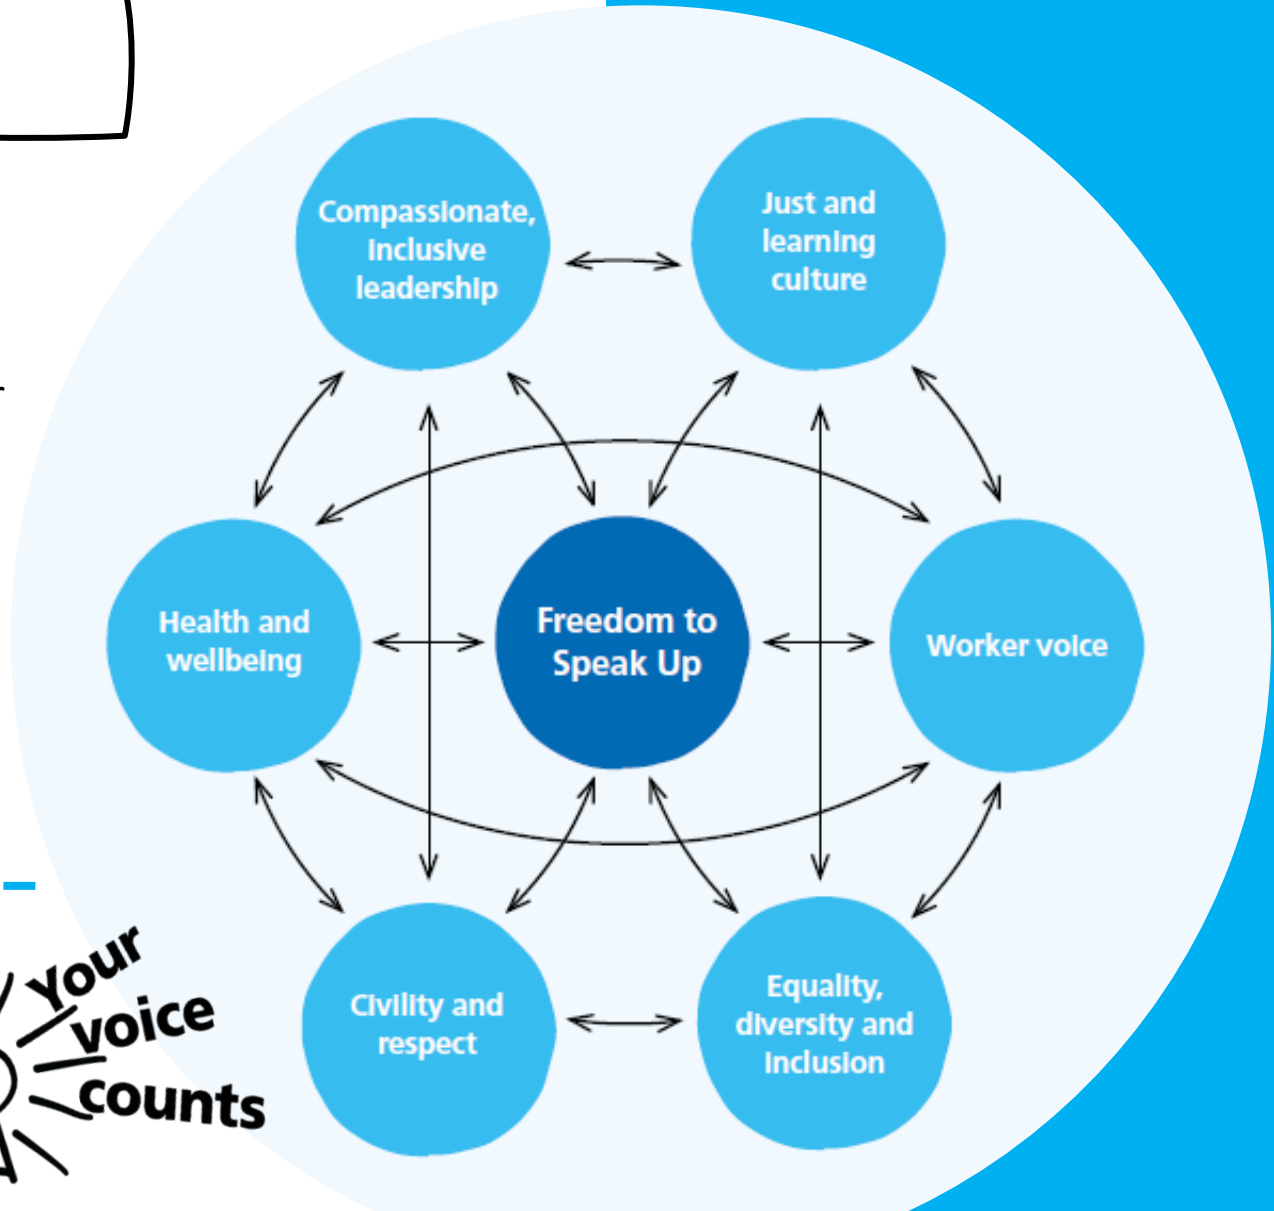 Compassionate,
inclusive
leadership
Just and
learning
culture
Health and
wellbeing
Freedom to
Speak Up
Worker voice
Civility and
respect
Equality,
diversity and
inclusion
Your
voice
counts